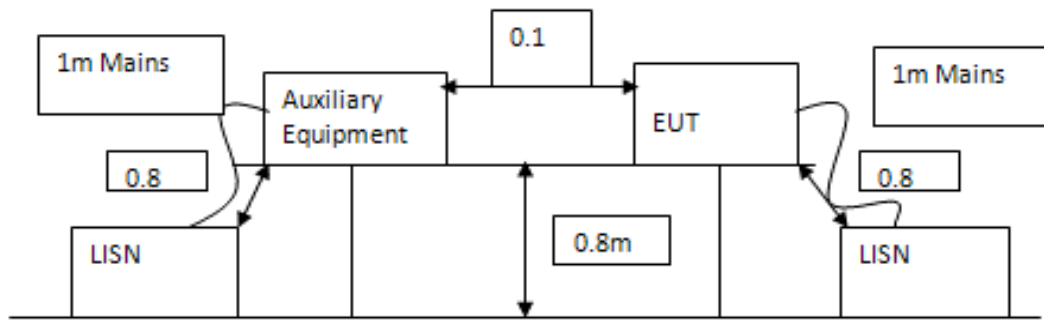 0.1
1m Mains
1m Mains
Auxiliary
Equipment
EUT
0.8
0.8
0.8m
LISN
LISN